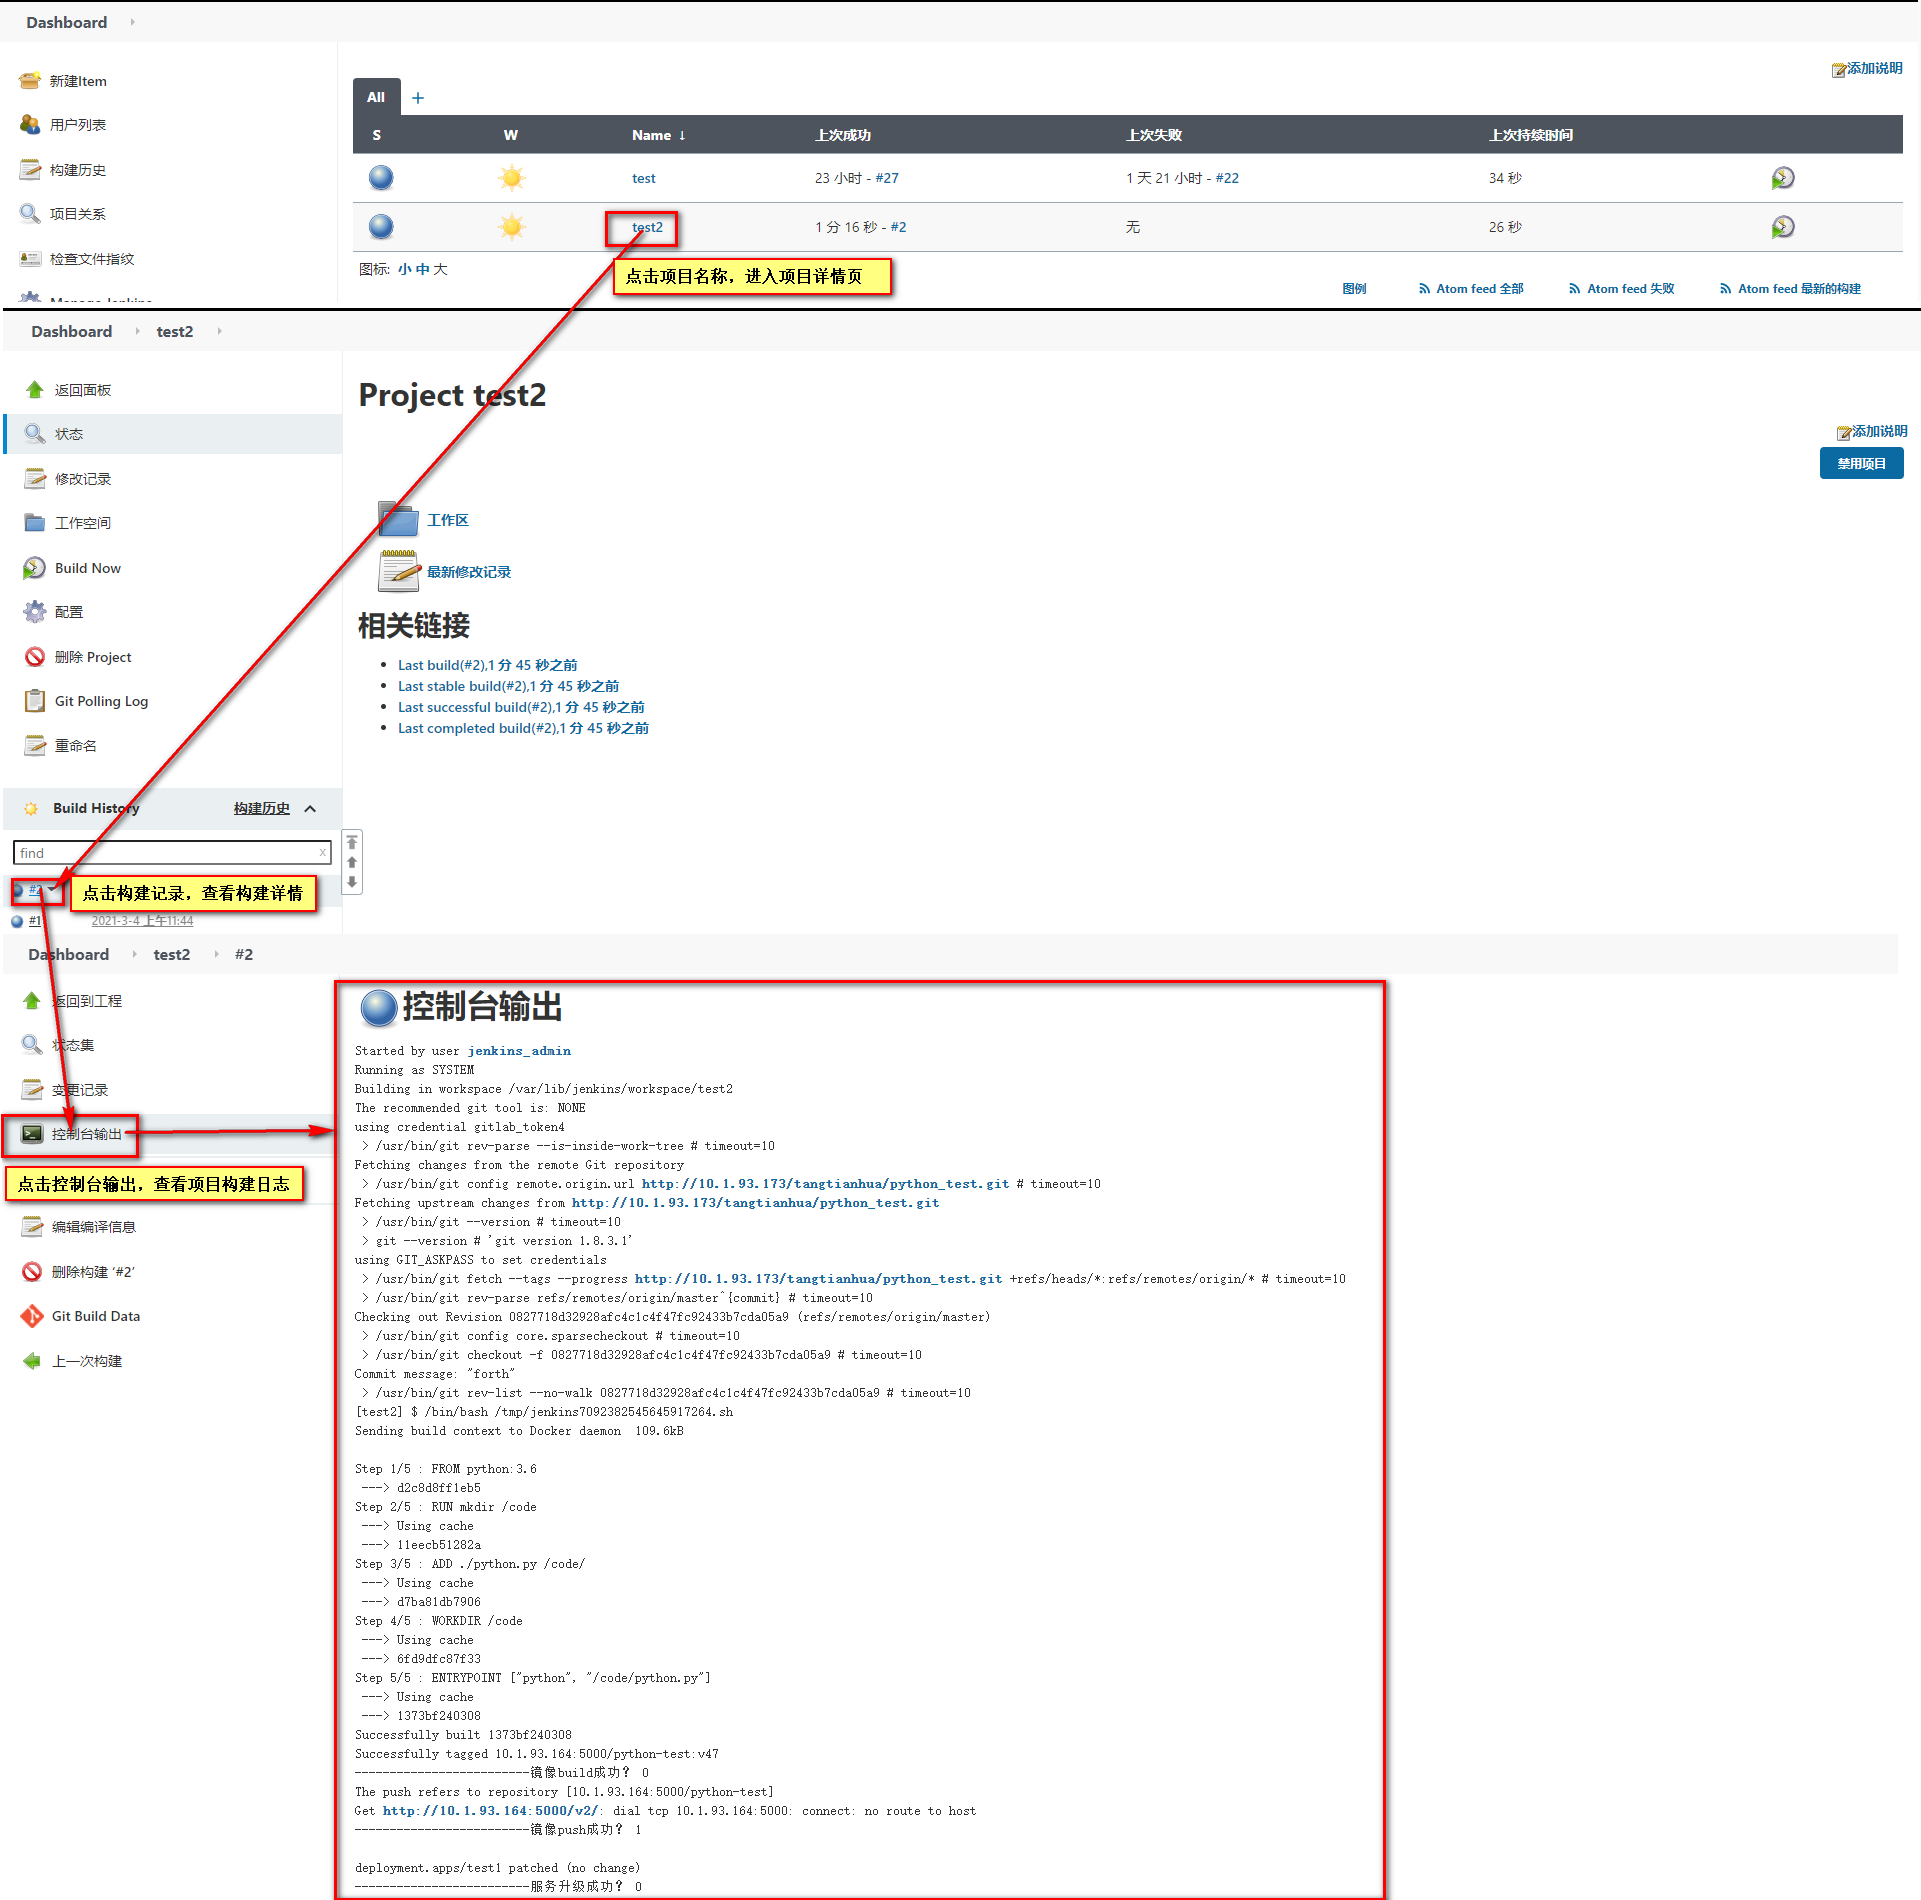 Dashboard
新建Item
用户列表
构建历史
项目关系
检查文件指纹
Manage Jenkins
添加说明
All +
S W Name ↓ 上次成功 上次失败 上次持续时间
test 23 小时 - #27 1 天 21 小时 - #22 34 秒
test2 1 分 16 秒 - #2 无 26 秒
图标: 小 中 大
点击项目名称，进入项目详情页
图例 Atom feed 全部 Atom feed 失败 Atom feed 最新的构建
Dashboard test2
返回面板
状态
修改记录
工作空间
Build Now
配置
删除 Project
Git Polling Log
重命名
Project test2
添加说明
禁用项目
工作区
最新修改记录
相关链接
Last build(#2),1 分 45 秒之前
Last stable build(#2),1 分 45 秒之前
Last successful build(#2),1 分 45 秒之前
Last completed build(#2),1 分 45 秒之前
Build History 构建历史
find x
#2
点击构建记录，查看构建详情
#1 2021-3-4 上午11:44
Dashboard test2 #2
返回到工程
状态集
变更记录
控制台输出
点击控制台输出，查看项目构建日志
编辑编译信息
删除构建 ‘#2’
Git Build Data
上一次构建
控制台输出
Started by user jenkins_admin
Running as SYSTEM
Building in workspace /var/lib/jenkins/workspace/test2
The recommended git tool is: NONE
using credential gitlab_token4
> /usr/bin/git rev-parse --is-inside-work-tree # timeout=10
Fetching changes from the remote Git repository
> /usr/bin/git config remote.origin.url http://10.1.93.173/tangtianhua/python_test.git # timeout=10
Fetching upstream changes from http://10.1.93.173/tangtianhua/python_test.git
> /usr/bin/git --version # timeout=10
> git --version # 'git version 1.8.3.1'
using GIT_ASKPASS to set credentials
> /usr/bin/git fetch --tags --progress http://10.1.93.173/tangtianhua/python_test.git +refs/heads/*:refs/remotes/origin/* # timeout=10
> /usr/bin/git rev-parse refs/remotes/origin/master^{commit} # timeout=10
Checking out Revision 0827718d32928afc4c1c4f47fc92433b7cda05a9 (refs/remotes/origin/master)
> /usr/bin/git config core.sparsecheckout # timeout=10
> /usr/bin/git checkout -f 0827718d32928afc4c1c4f47fc92433b7cda05a9 # timeout=10
Commit message: "forth"
> /usr/bin/git rev-list --no-walk 0827718d32928afc4c1c4f47fc92433b7cda05a9 # timeout=10
[test2] $ /bin/bash /tmp/jenkins7092382545645917264.sh
Sending build context to Docker daemon  109.6kB
Step 1/5 : FROM python:3.6
---> d2c8d8ff1eb5
Step 2/5 : RUN mkdir /code
---> Using cache
---> 11eecb51282a
Step 3/5 : ADD ./python.py /code/
---> Using cache
---> d7ba81db7906
Step 4/5 : WORKDIR /code
---> Using cache
---> 6fd9dfc87f33
Step 5/5 : ENTRYPOINT ["python", "/code/python.py"]
---> Using cache
---> 1373bf240308
Successfully built 1373bf240308
Successfully tagged 10.1.93.164:5000/python-test:v47
-------------------------镜像build成功？ 0
The push refers to repository [10.1.93.164:5000/python-test]
Get http://10.1.93.164:5000/v2/: dial tcp 10.1.93.164:5000: connect: no route to host
-------------------------镜像push成功？ 1
deployment.apps/test1 patched (no change)
-------------------------服务升级成功？ 0